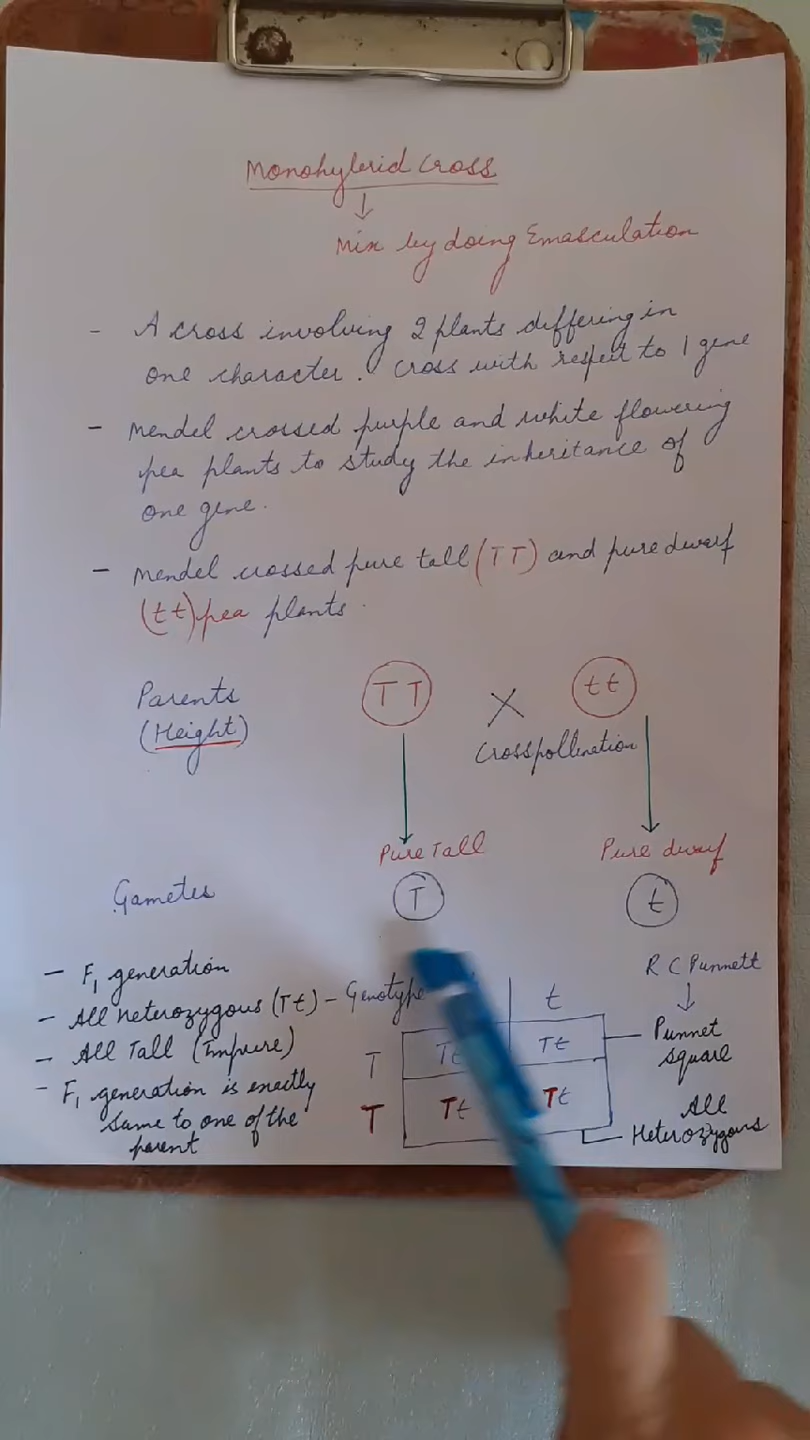 Monohybrid Cross
Mix by doing Emasculation
- A cross involving 2 plants differing in
one character. Cross with respect to 1 gene
- Mendel crossed purple and white flowering
pea plants to study the inheritance of
one gene.
- Mendel crossed pure tall (TT) and pure dwarf
(tt) pea plants.
Parents
(Height)
TT X tt
Crosspollination
Pure Tall
Pure dwarf
Gametes
T
t
- F1 generation
- All heterozygous (Tt) - Genotype
- All Tall (Impure)
- F1 generation is exactly
same to one of the
parent
t
T Tt Tt
T Tt Tt
R C Punnett
Punnet
square
All
Heterozygous